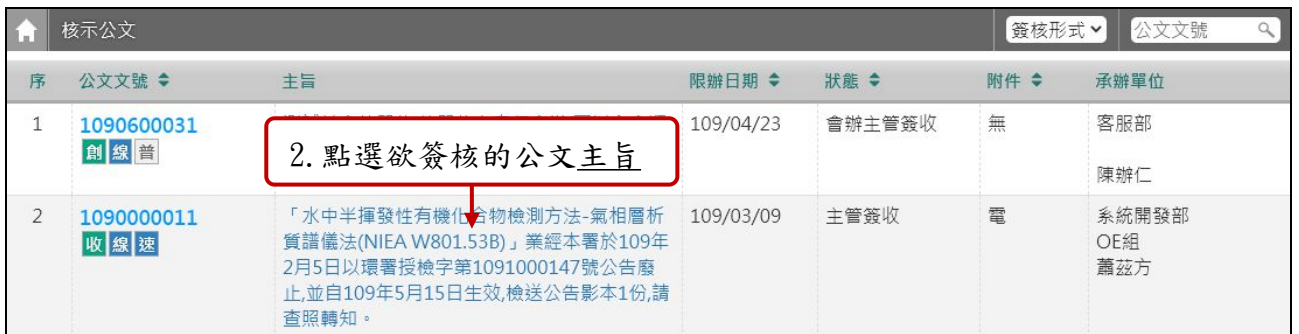 核示公文 簽核形式 公文文號
序 公文文號 主旨 限辦日期 狀態 附件 承辦單位
1 1090600031 109/04/23 會辦主管簽收 無 客服部
創 線 普
陳辦仁
2.點選欲簽核的公文主旨
2 1090000011 「水中半揮發性有機化合物檢測方法-氣相層析 109/03/09 主管簽收 電 系統開發部
收 線 速 質譜儀法(NIEA W801.53B)」業經本署於109年 OE組
2月5日以環署授檢字第1091000147號公告廢 蕭茲方
止,並自109年5月15日生效,檢送公告影本1份,請
查照轉知。